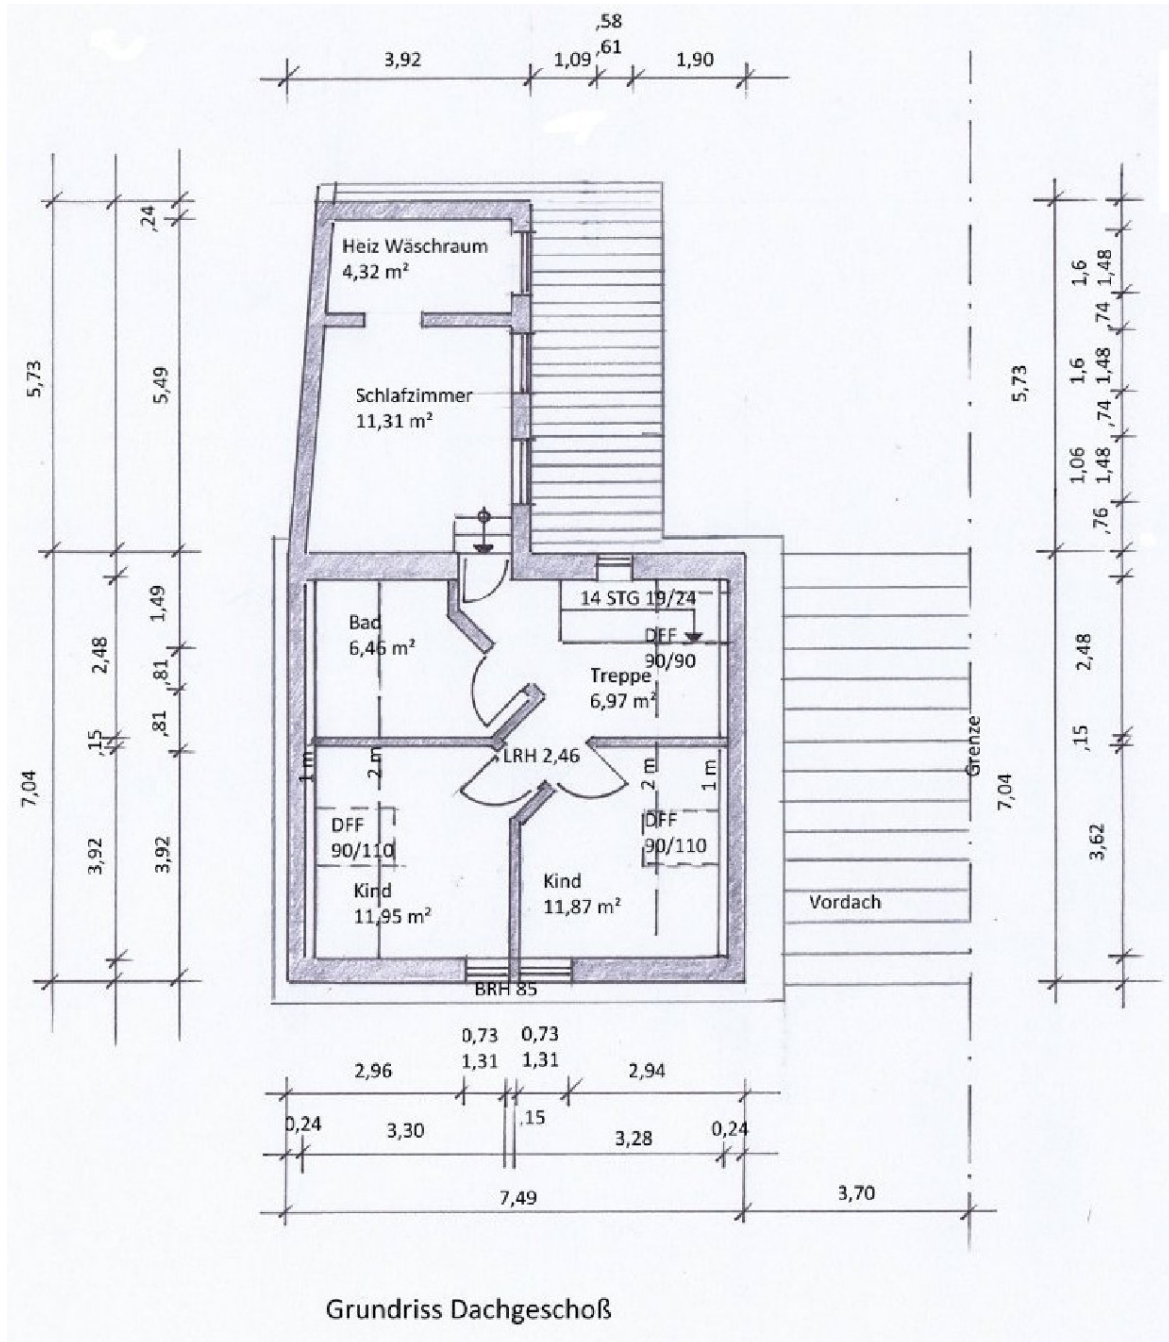 ,58
3,92
1,09
,61
1,90
,24
Heiz Wäschraum
4,32 m²
1,6
1,48
,74
5,73
5,49
Schlafzimmer
11,31 m²
5,73
1,6
1,48
,74
1,06
1,48
,76
14 STG 19/24
1,49
Bad
6,46 m²
DFF
90/90
2,48
,81
Treppe
6,97 m²
2,48
,81
,15
LRH 2,46
,15
Grenze
1 m
2 m
2 m
1 m
7,04
7,04
DFF
90/110
DFF
90/110
3,92
3,92
3,62
Kind
11,95 m²
Kind
11,87 m²
Vordach
BRH 85
0,73
0,73
1,31
1,31
2,96
2,94
,15
0,24
3,30
3,28
0,24
7,49
3,70
Grundriss Dachgeschoß